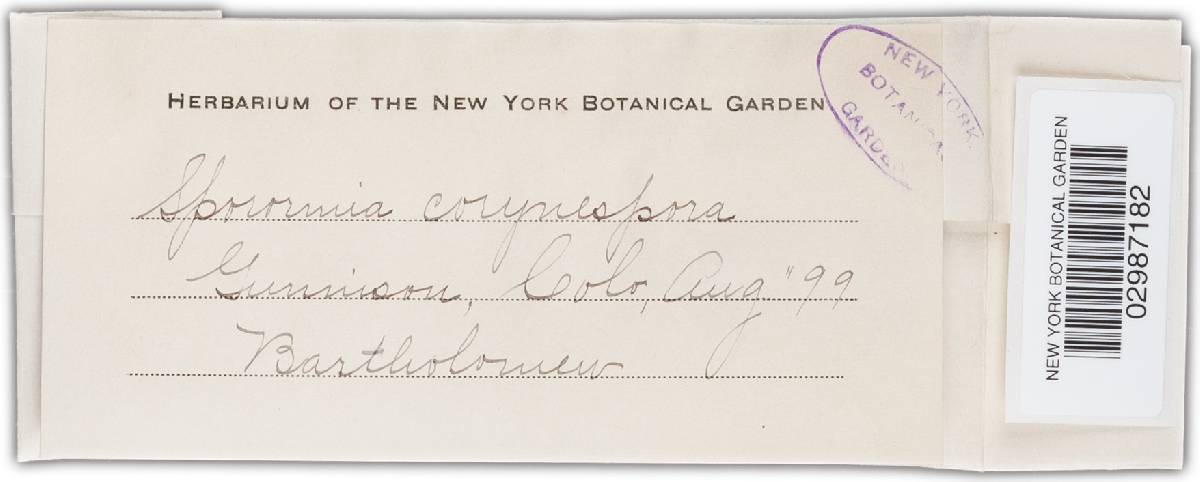 HERBARIUM OF THE NEW YORK BOTANICAL GARDEN
NEW YORK
BOTANICAL
GARDEN
Sporormia corynespora
Gunnison, Colo, Aug "99
Bartholomew
NEW YORK BOTANICAL GARDEN
02987182